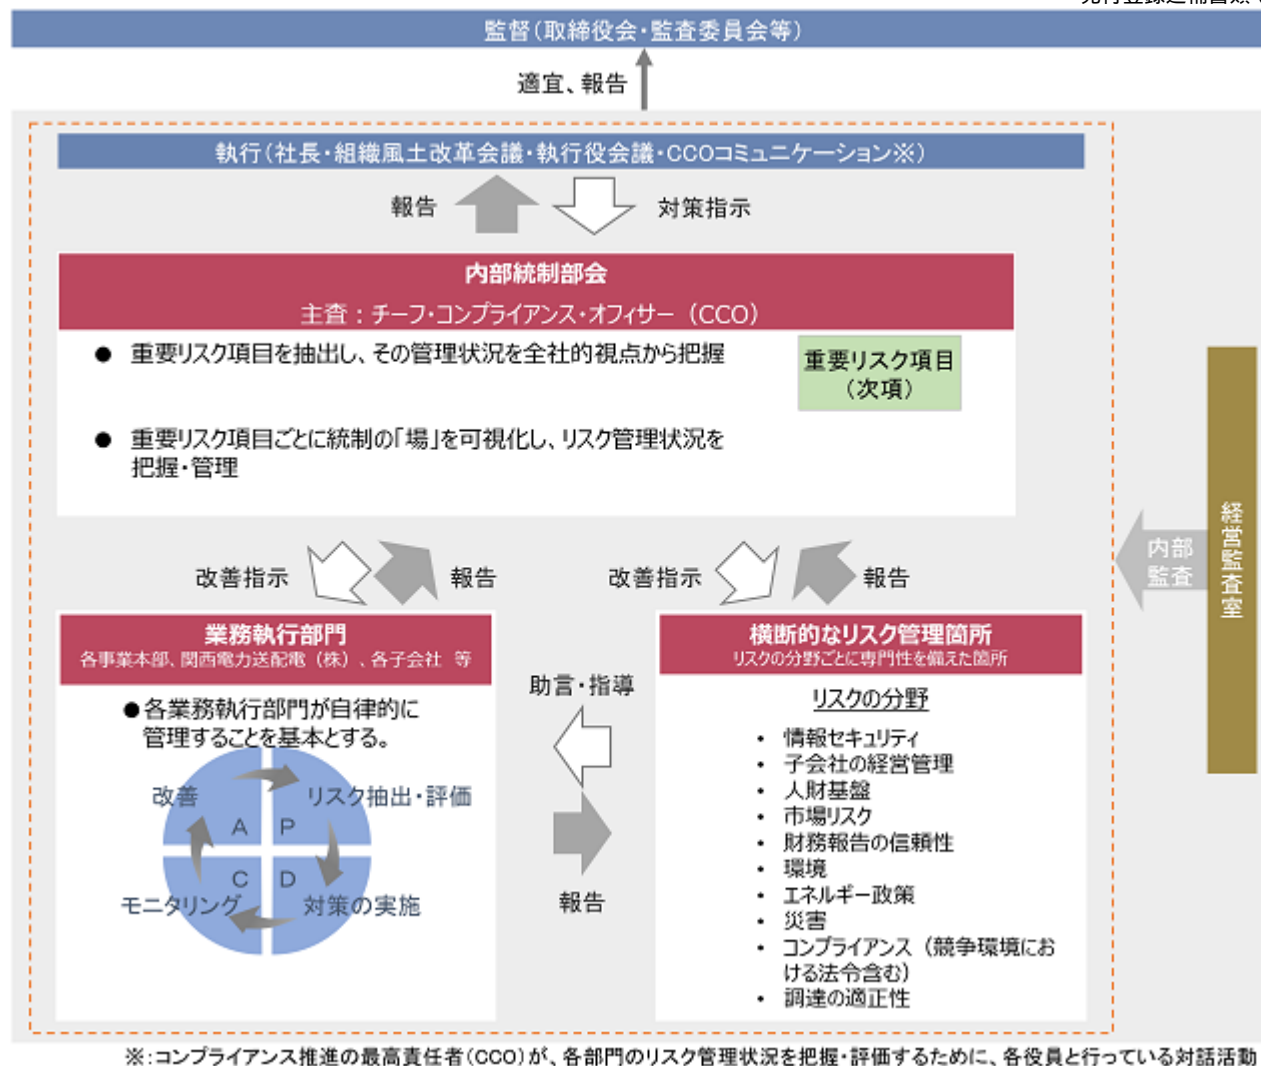 監督(取締役会・監査委員会等)
適宜、報告
執行(社長・組織風土改革会議・執行役会議・CCOコミュニケーション※)
報告
対策指示
内部統制部会
主査:チーフ・コンプライアンス・オフィサー(CCO)
● 重要リスク項目を抽出し、その管理状況を全社的視点から把握
重要リスク項目
(次項)
● 重要リスク項目ごとに統制の「場」を可視化し、リスク管理状況を
把握・管理
経営監査室
内部
監査
改善指示
報告
改善指示
報告
業務執行部門
各事業本部、関西電力送配電(株)、各子会社 等
●各業務執行部門が自律的に
管理することを基本とする。
改善
リスク抽出・評価
A
P
C
D
モニタリング
対策の実施
助言・指導
報告
横断的なリスク管理箇所
リスクの分野ごとに専門性を備えた箇所
リスクの分野
・ 情報セキュリティ
・ 子会社の経営管理
・ 人財基盤
・ 市場リスク
・ 財務報告の信頼性
・ 環境
・ エネルギー政策
・ 災害
・ コンプライアンス(競争環境にお
ける法令含む)
・ 調達の適正性
※:コンプライアンス推進の最高責任者(CCO)が、各部門のリスク管理状況を把握・評価するために、各役員と行っている対話活動